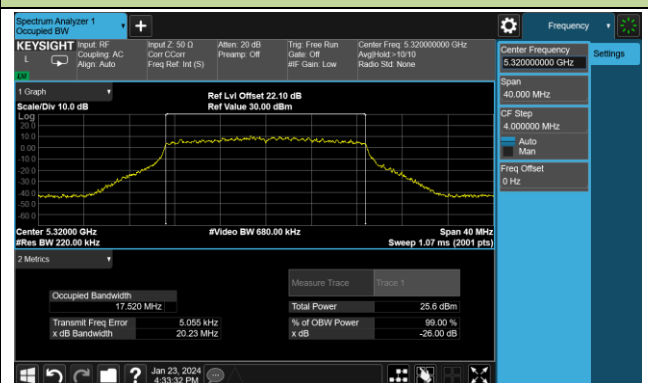 Spectrum Analyzer 1
Occupied BW
Frequency
KEYSIGHT
L
Input: RF
Coupling: AC
Align: Auto
Input Z: 50 Ω
Corr CCorr
Freq Ref: Int (S)
Atten: 20 dB
Preamp: Off
Trig: Free Run
Gate: Off
#IF Gain: Low
Center Freq: 5.320000000 GHz
Avg|Hold:>10/10
Radio Std: None
Center Frequency
5.320000000 GHz
Settings
Span
40.000 MHz
CF Step
4.000000 MHz
Auto
Man
Freq Offset
0 Hz
1 Graph
Scale/Div 10.0 dB
Ref Lvl Offset 22.10 dB
Ref Value 30.00 dBm
Log
20.0
10.0
0.00
-10.0
-20.0
-30.0
-40.0
-50.0
-60.0
Center 5.32000 GHz
#Video BW 680.00 kHz
Span 40 MHz
#Res BW 220.00 kHz
Sweep 1.07 ms (2001 pts)
2 Metrics
Measure Trace
Trace 1
Occupied Bandwidth
17.520 MHz
Total Power
25.6 dBm
Transmit Freq Error
5.055 kHz
% of OBW Power
99.00 %
x dB Bandwidth
20.23 MHz
x dB
-26.00 dB
?
Jan 23, 2024
4:33:32 PM